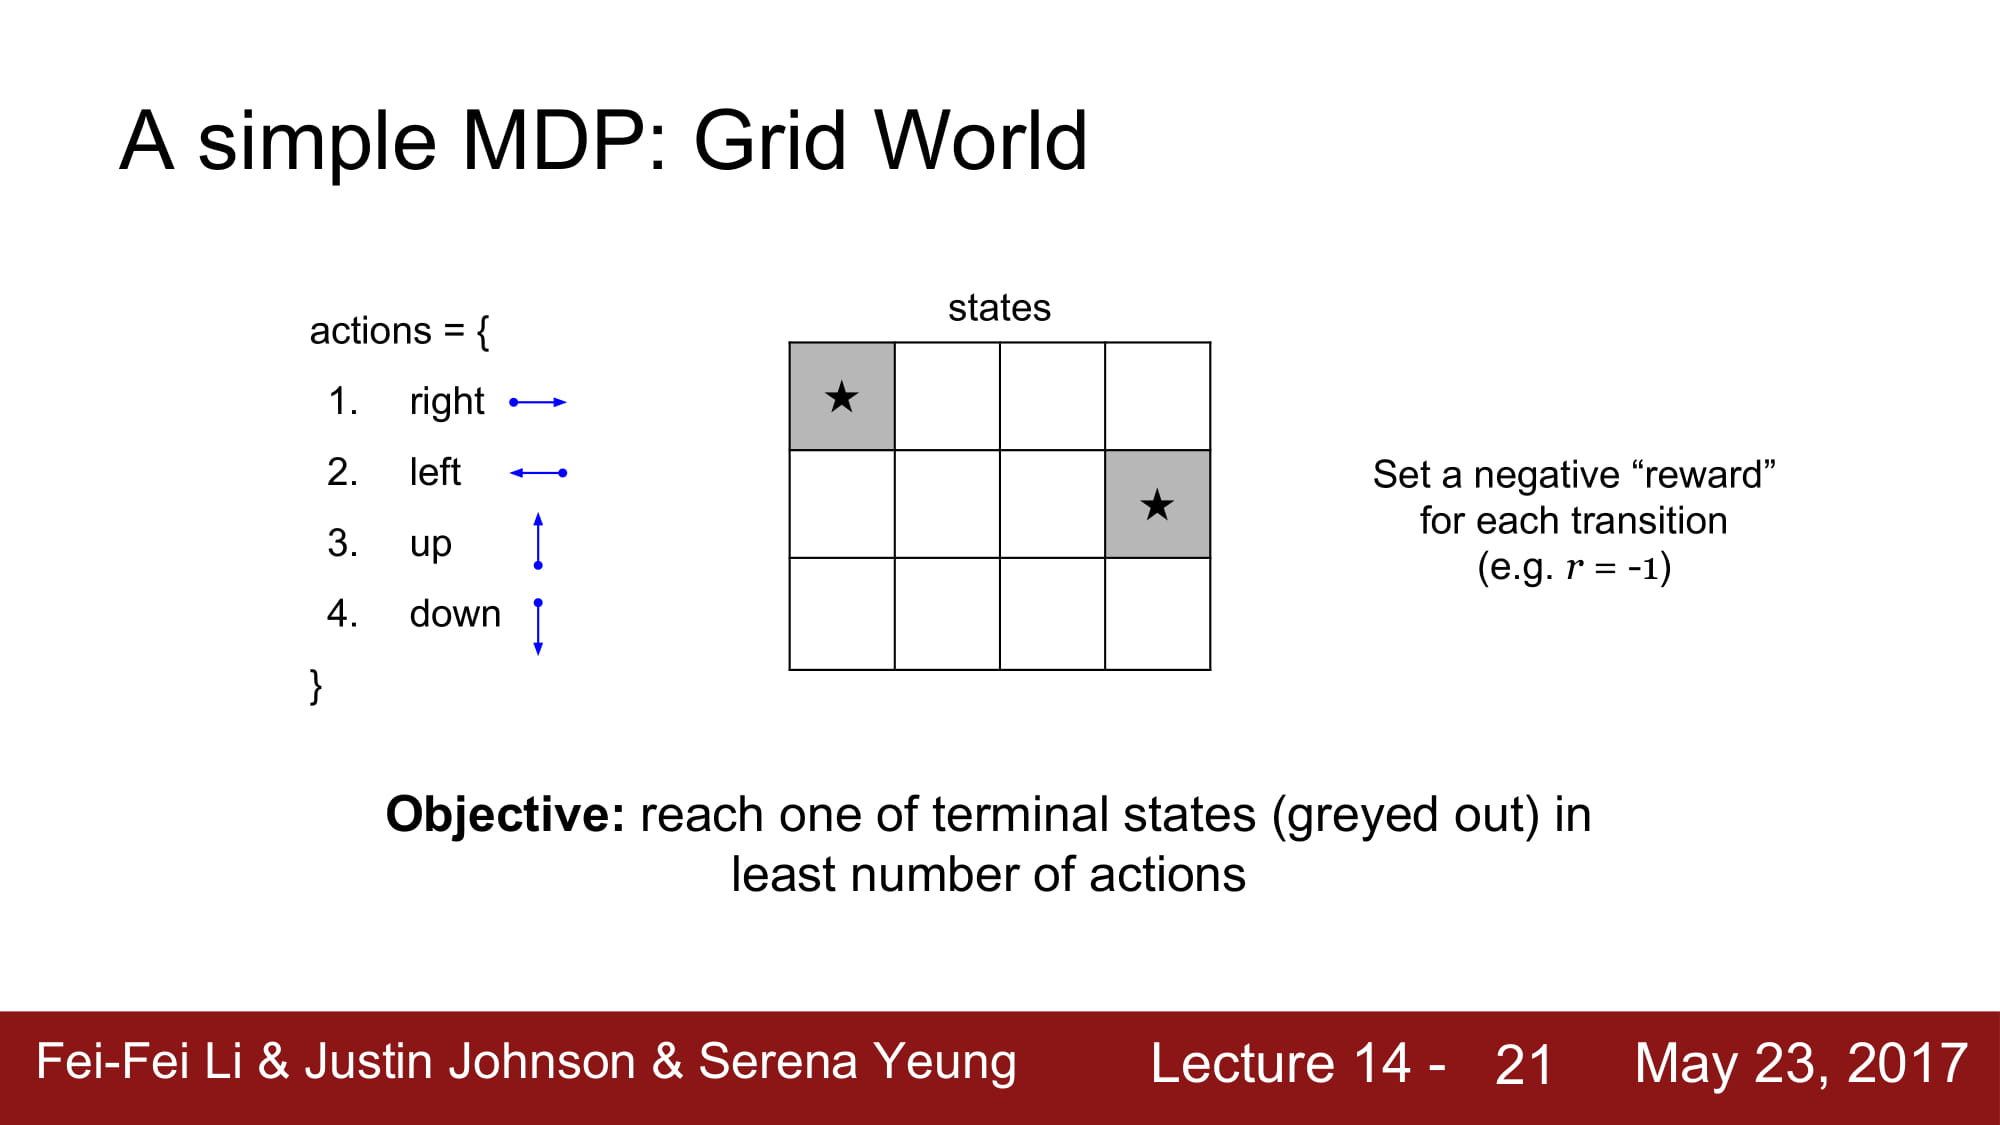 A simple MDP: Grid World
actions = {
1. right
2. left
3. up
4. down
}
states
★
★
Set a negative “reward”
for each transition
(e.g. r = -1)
Objective: reach one of terminal states (greyed out) in
least number of actions
Fei-Fei Li & Justin Johnson & Serena Yeung
Lecture 14 - 21
May 23, 2017